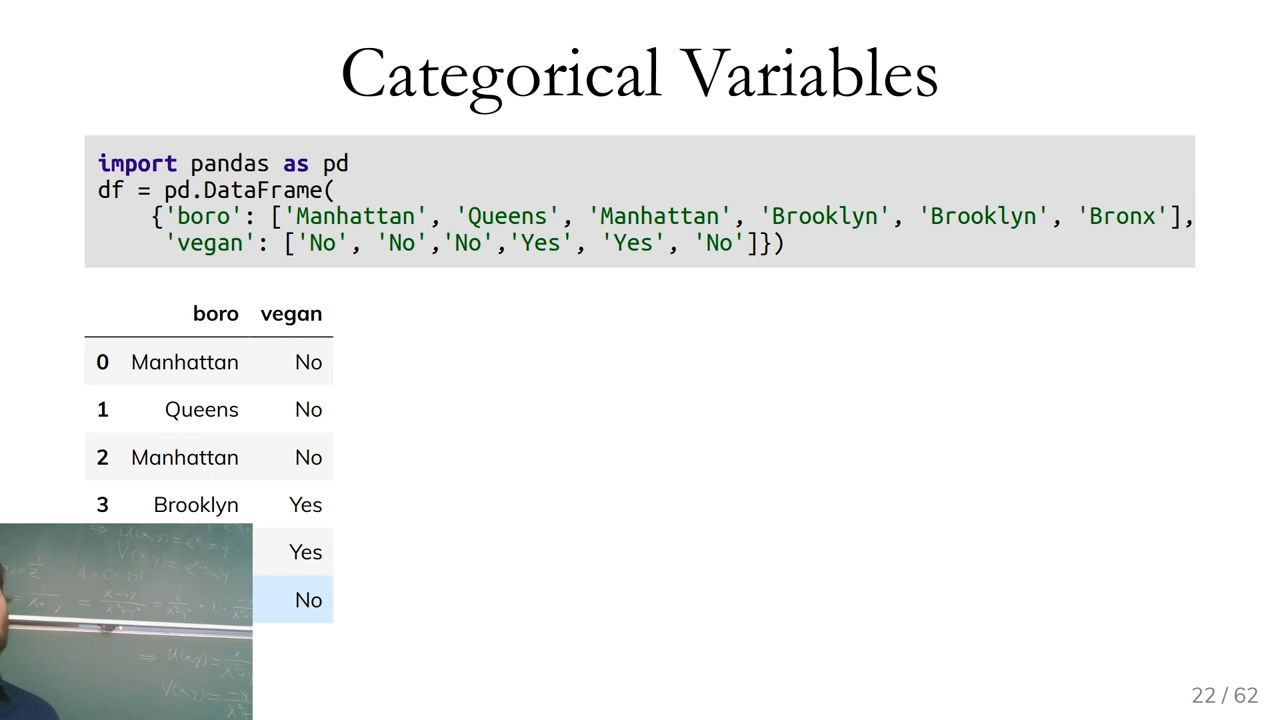 Categorical Variables
import pandas as pd
df = pd.DataFrame(
{'boro': ['Manhattan', 'Queens', 'Manhattan', 'Brooklyn', 'Brooklyn', 'Bronx'],
'vegan': ['No', 'No','No','Yes', 'Yes', 'No']})
boro vegan
0 Manhattan No
1 Queens No
2 Manhattan No
3 Brooklyn Yes
Yes
No
22 / 62